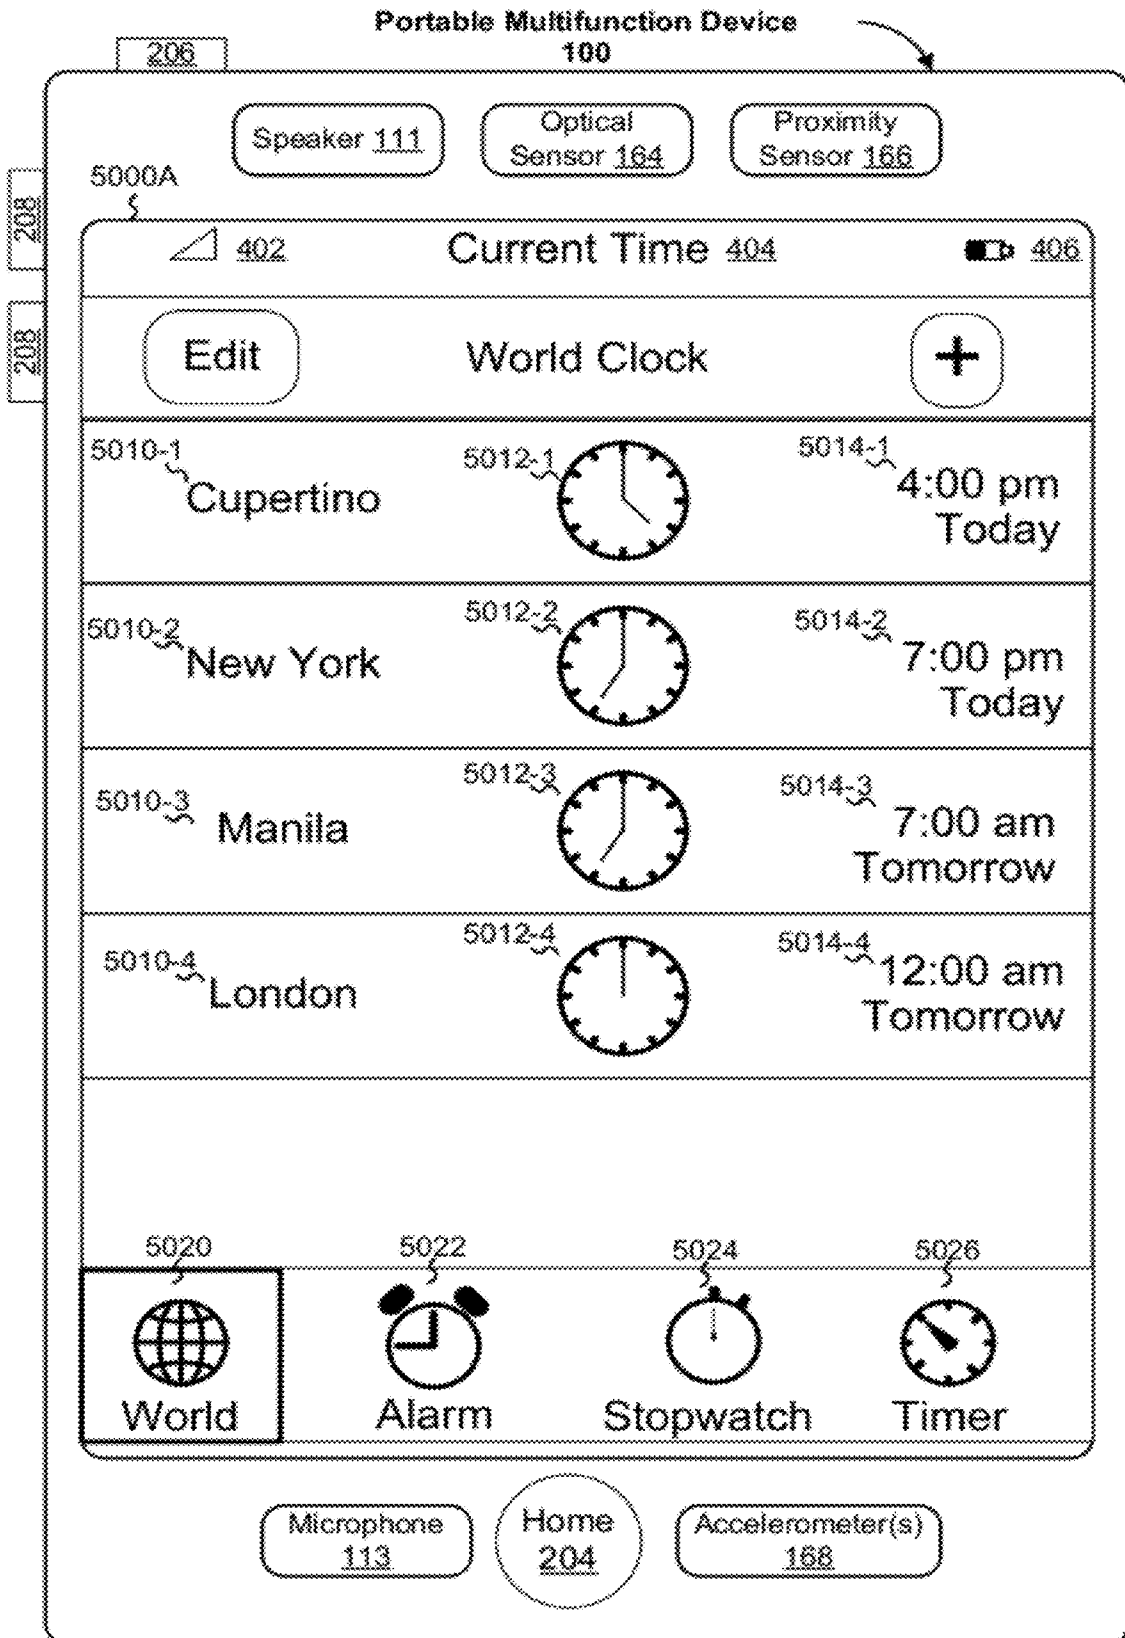 Portable Multifunction Device
100
206
Speaker 111
Optical
Sensor 164
Proximity
Sensor 166
208
208
5000A
402
Current Time 404
406
Edit
World Clock
+
5010-1
Cupertino
5012-1
5014-1
4:00 pm
Today
5010-2
New York
5012-2
5014-2
7:00 pm
Today
5010-3
Manila
5012-3
5014-3
7:00 am
Tomorrow
5010-4
London
5012-4
5014-4
12:00 am
Tomorrow
5020
World
5022
Alarm
5024
Stopwatch
5026
Timer
Microphone
113
Home
204
Accelerometer(s)
168